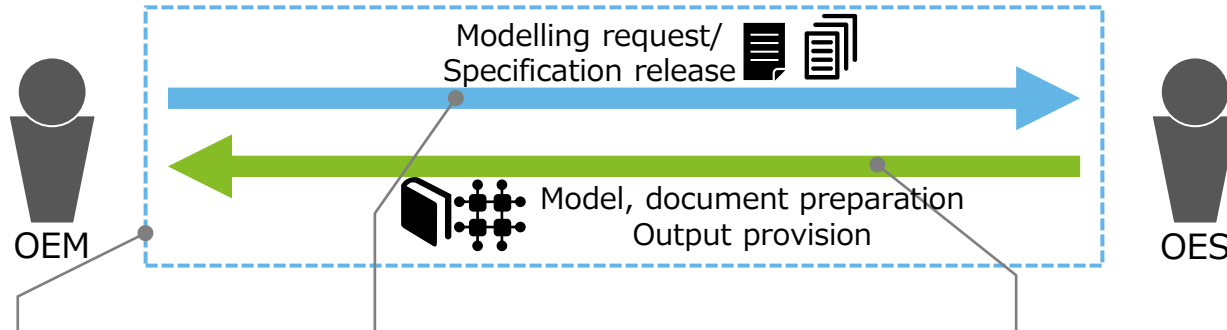 Modelling request/
Specification release
Model, document preparation
Output provision
OEM
OES